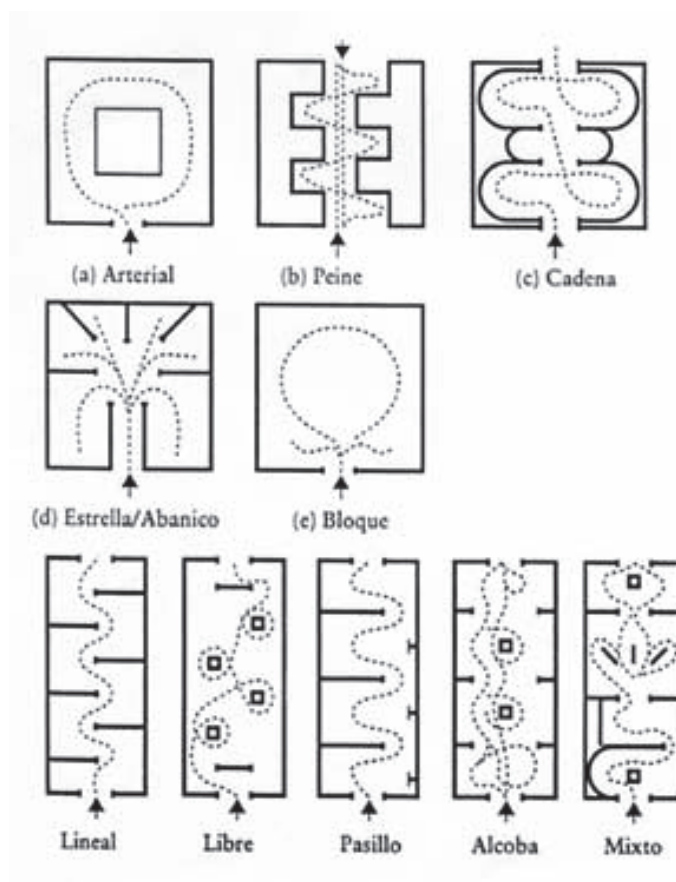 (a) Arterial (b) Peine (c) Cadena
(d) Estrella/Abanico (e) Bloque
Lineal Libre Pasillo Alcoba Mixto